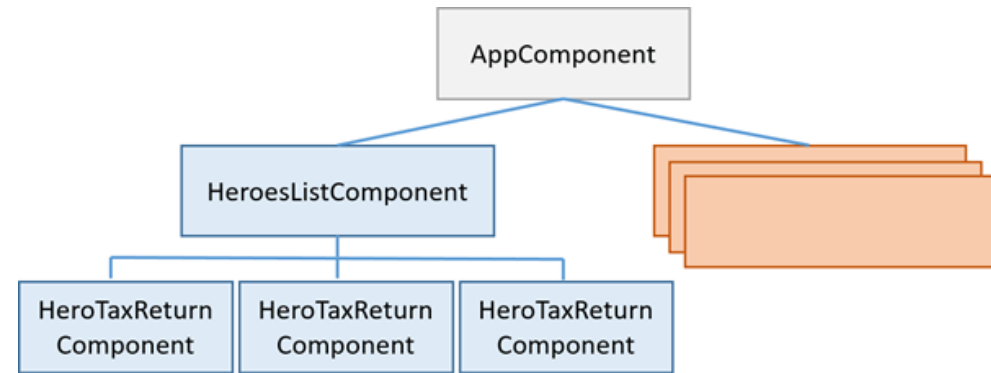 AppComponent
HeroesListComponent
HeroTaxReturn
Component
HeroTaxReturn
Component
HeroTaxReturn
Component